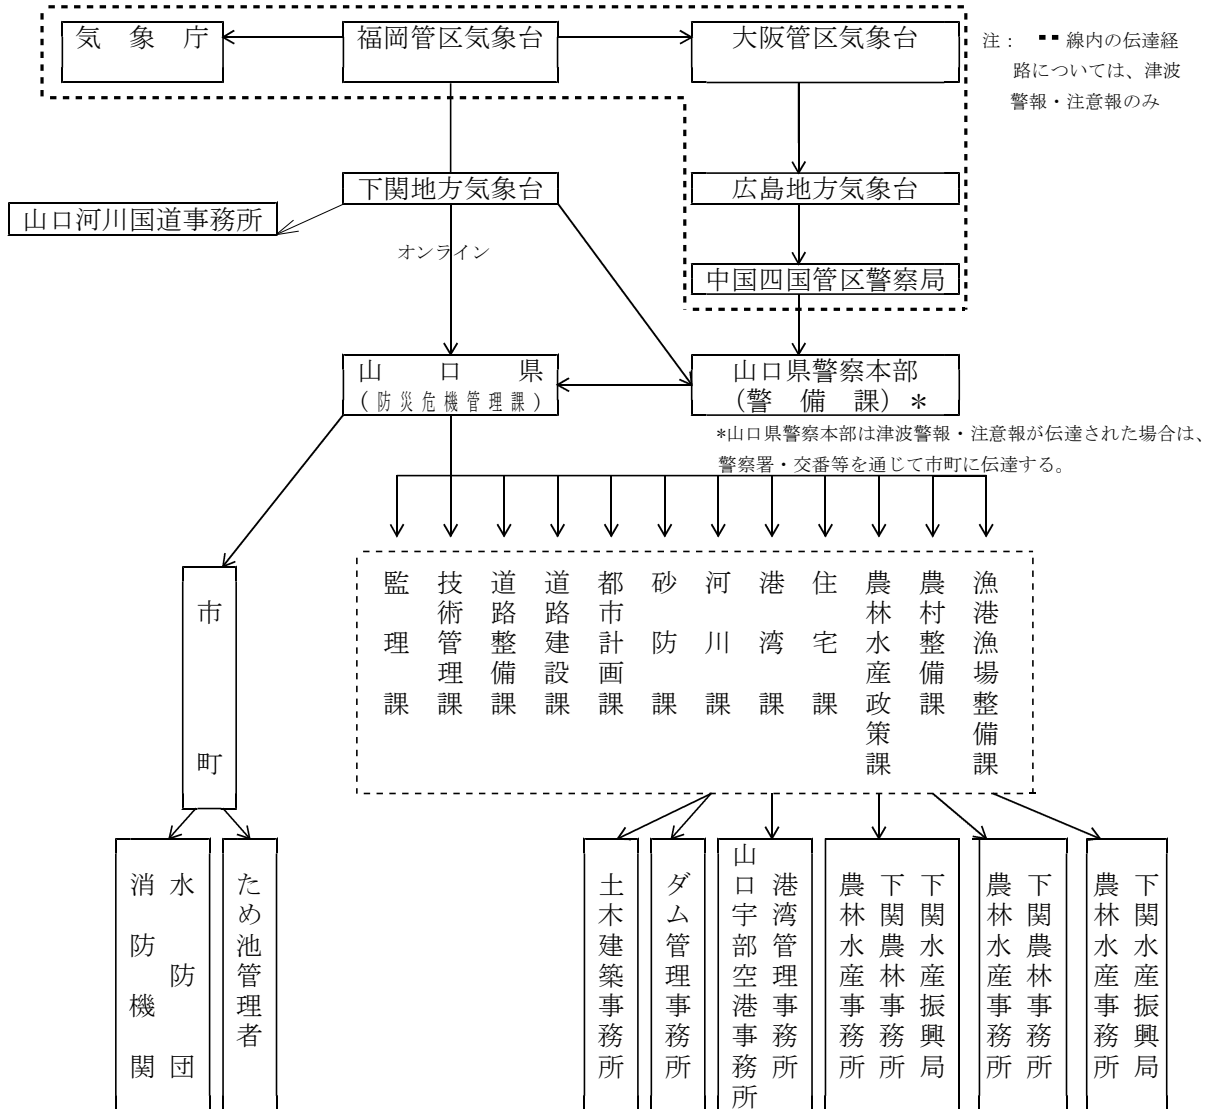 気象庁
福岡管区気象台
大阪管区気象台
注： ▪▪ 線内の伝達経
路については、津波
警報・注意報のみ
下関地方気象台
広島地方気象台
山口河川国道事務所
オンライン
中国四国管区警察局
山口県
（防災危機管理課）
山口県警察本部
（警備課）＊
*山口県警察本部は津波警報・注意報が伝達された場合は、
警察署・交番等を通じて市町に伝達する。
監理課
技術管理課
道路整備課
道路建設課
都市計画課
砂防課
河川課
港湾課
住宅課
農林水産政策課
農村整備課
漁港漁場整備課
市町
水防団
消防機関
ため池管理者
土木建築事務所
ダム管理事務所
港湾管理事務所
山口宇部空港事務所
下関水産振興局
下関農林事務所
農林水産事務所
下関農林事務所
農林水産事務所
下関水産振興局
農林水産事務所